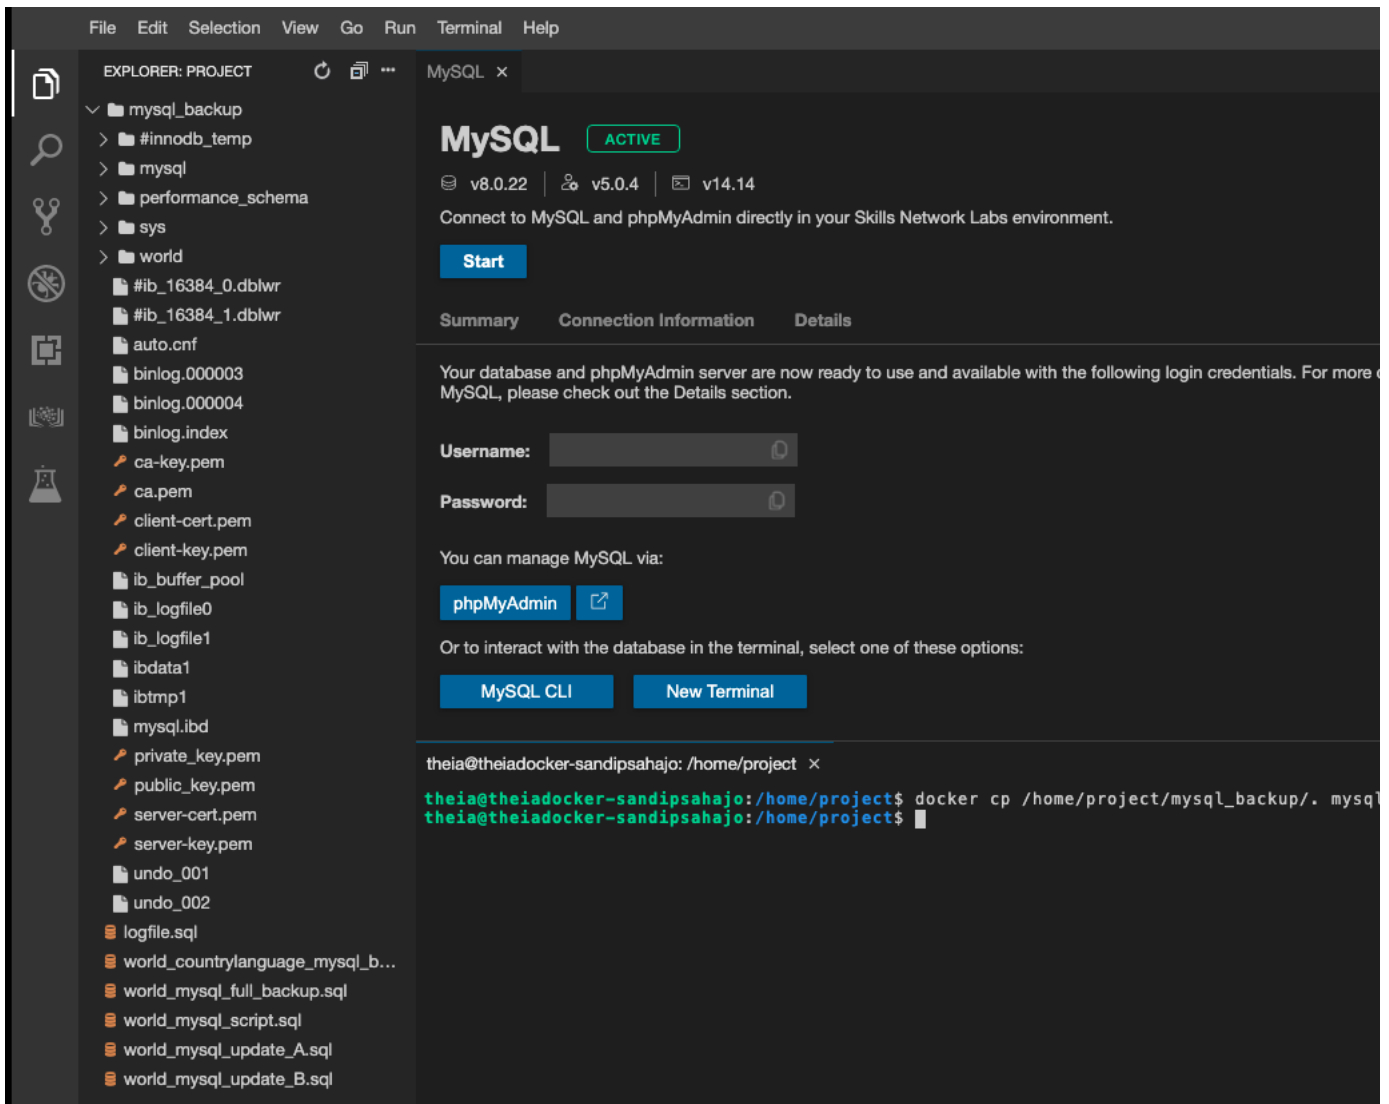 File Edit Selection View Go Run Terminal Help
EXPLORER: PROJECT
mysql_backup
#innodb_temp
mysql
performance_schema
sys
world
#ib_16384_0.dblwr
#ib_16384_1.dblwr
auto.cnf
binlog.000003
binlog.000004
binlog.index
ca-key.pem
ca.pem
client-cert.pem
client-key.pem
ib_buffer_pool
ib_logfile0
ib_logfile1
ibdata1
ibtmp1
mysql.ibd
private_key.pem
public_key.pem
server-cert.pem
server-key.pem
undo_001
undo_002
logfile.sql
world_countrylanguage_mysql_b...
world_mysql_full_backup.sql
world_mysql_script.sql
world_mysql_update_A.sql
world_mysql_update_B.sql
MySQL
MySQL ACTIVE
v8.0.22 v5.0.4 v14.14
Connect to MySQL and phpMyAdmin directly in your Skills Network Labs environment.
Start
Summary Connection Information Details
Your database and phpMyAdmin server are now ready to use and available with the following login credentials. For more
MySQL, please check out the Details section.
Username:
Password:
You can manage MySQL via:
phpMyAdmin
Or to interact with the database in the terminal, select one of these options:
MySQL CLI New Terminal
theia@theiadocker-sandipsahajo: /home/project
theia@theiadocker-sandipsahajo:/home/project$ docker cp /home/project/mysql_backup/. mysql
theia@theiadocker-sandipsahajo:/home/project$